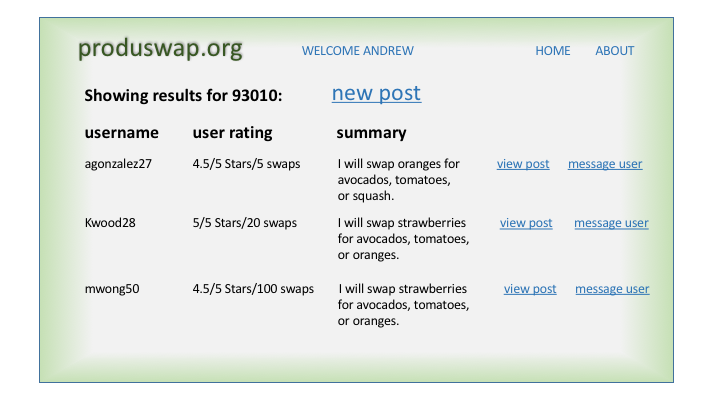 produswap.org WELCOME ANDREW HOME ABOUT
Showing results for 93010: new post
username user rating summary
agonzalez27 4.5/5 Stars/5 swaps I will swap oranges for view post message user
avocados, tomatoes,
or squash.
Kwood28 5/5 Stars/20 swaps I will swap strawberries view post message user
for avocados, tomatoes,
or oranges.
mwong50 4.5/5 Stars/100 swaps I will swap strawberries view post message user
for avocados, tomatoes,
or oranges.